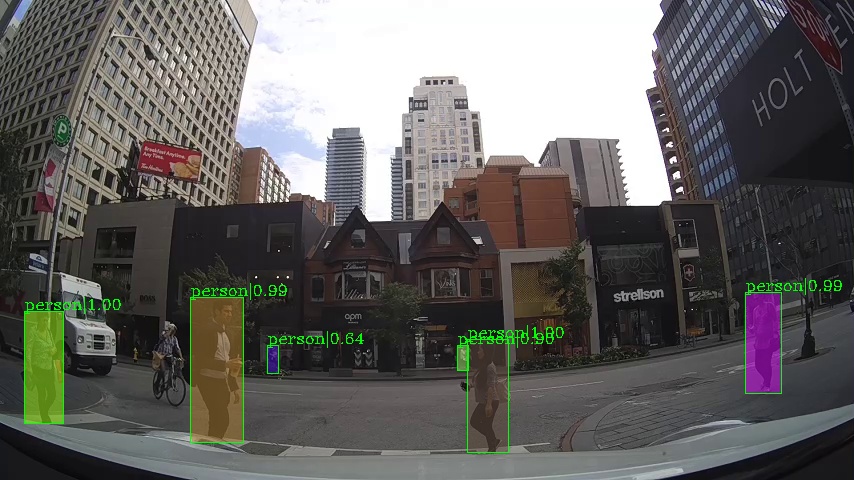 STOP
HOLT
P
Breakfast Anytime.
Any Time.
Tim Hortons
person|0.99
person|0.99
person|1.00
strellson
apm
person|1.00
person|0.64
person|0.90